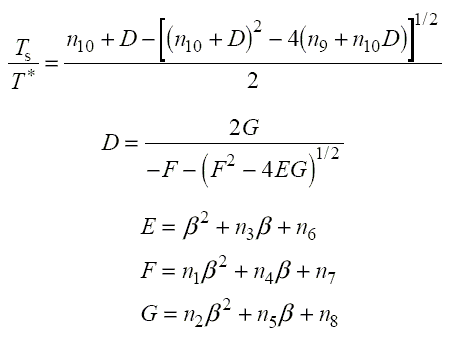 T_s / T* = ( n_10 + D − [ (n_10 + D)^2 − 4(n_9 + n_10 D) ]^{1/2} ) / 2
D = 2G / ( −F − (F^2 − 4EG)^{1/2} )
E = β^2 + n_3 β + n_6
F = n_1 β^2 + n_4 β + n_7
G = n_2 β^2 + n_5 β + n_8